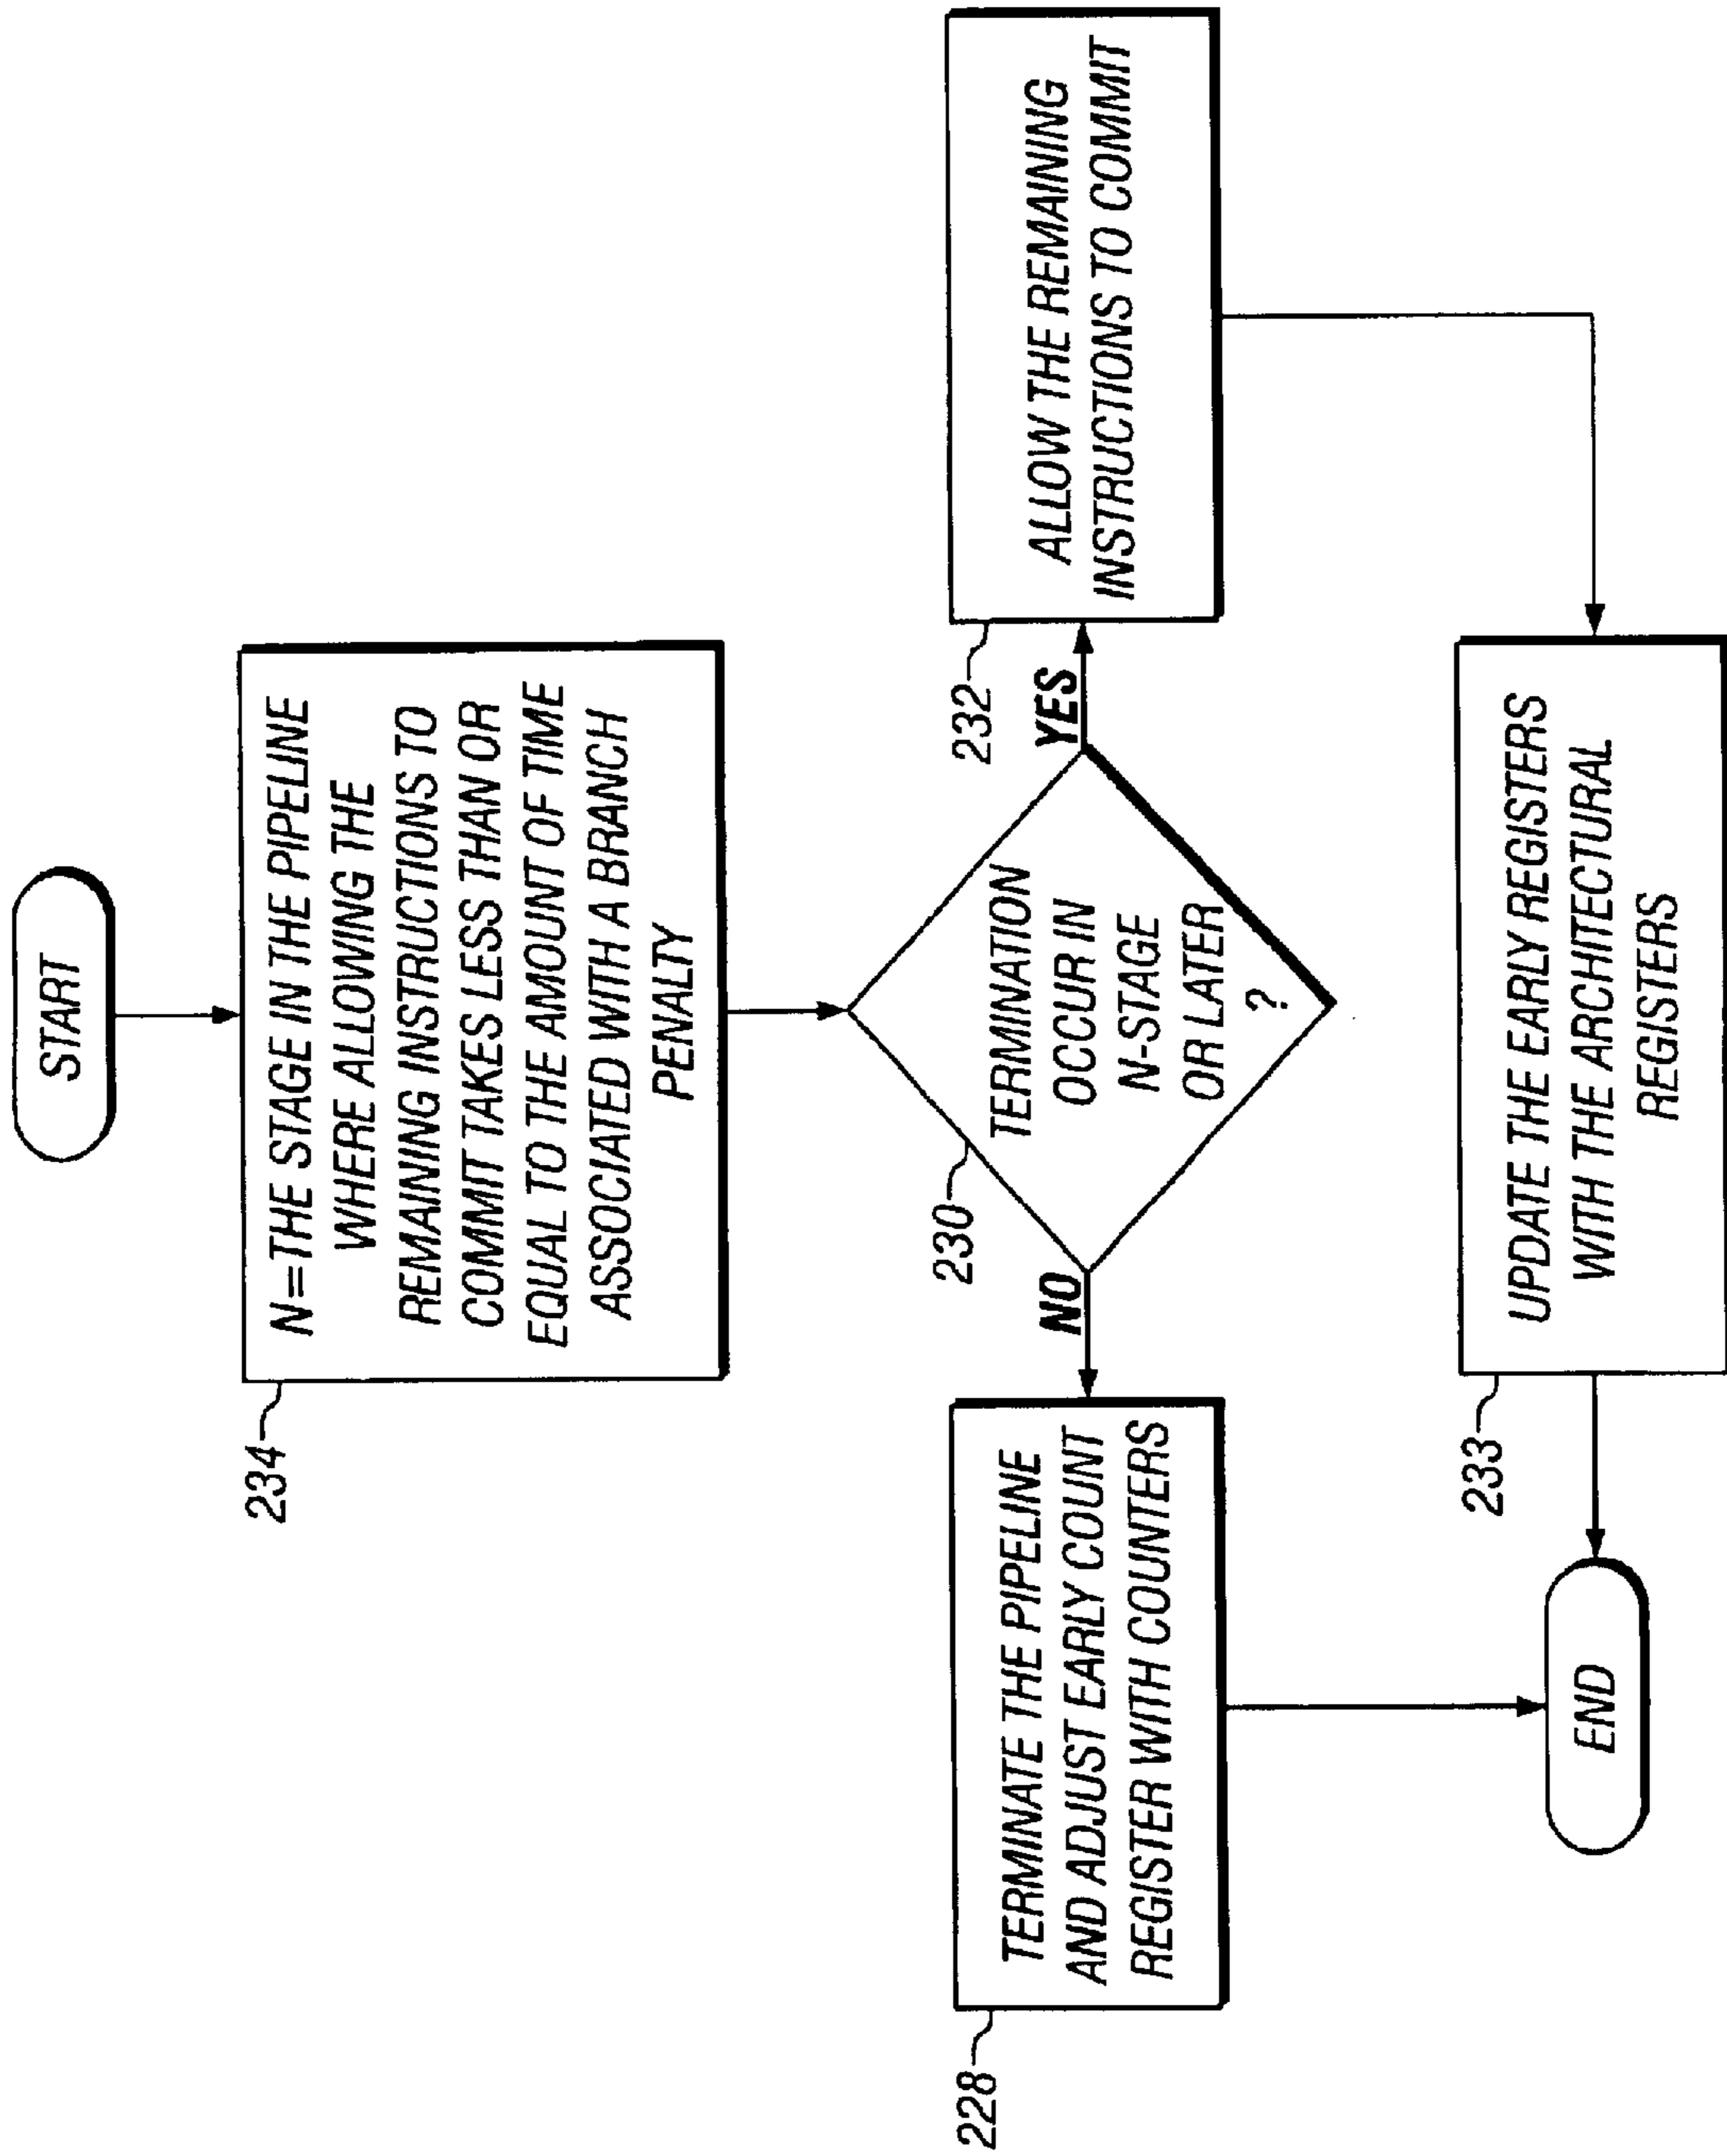 START
234
N=THE STAGE IN THE PIPELINE
WHERE ALLOWING THE
REMAINING INSTRUCTIONS TO
COMMIT TAKES LESS THAN OR
EQUAL TO THE AMOUNT OF TIME
ASSOCIATED WITH A BRANCH
PENALTY
230
TERMINATION
OCCUR IN
N-STAGE
OR LATER
?
NO
YES
228
TERMINATE THE PIPELINE
AND ADJUST EARLY COUNT
REGISTER WITH COUNTERS
232
ALLOW THE REMAINING
INSTRUCTIONS TO COMMIT
233
UPDATE THE EARLY REGISTERS
WITH THE ARCHITECTURAL
REGISTERS
END